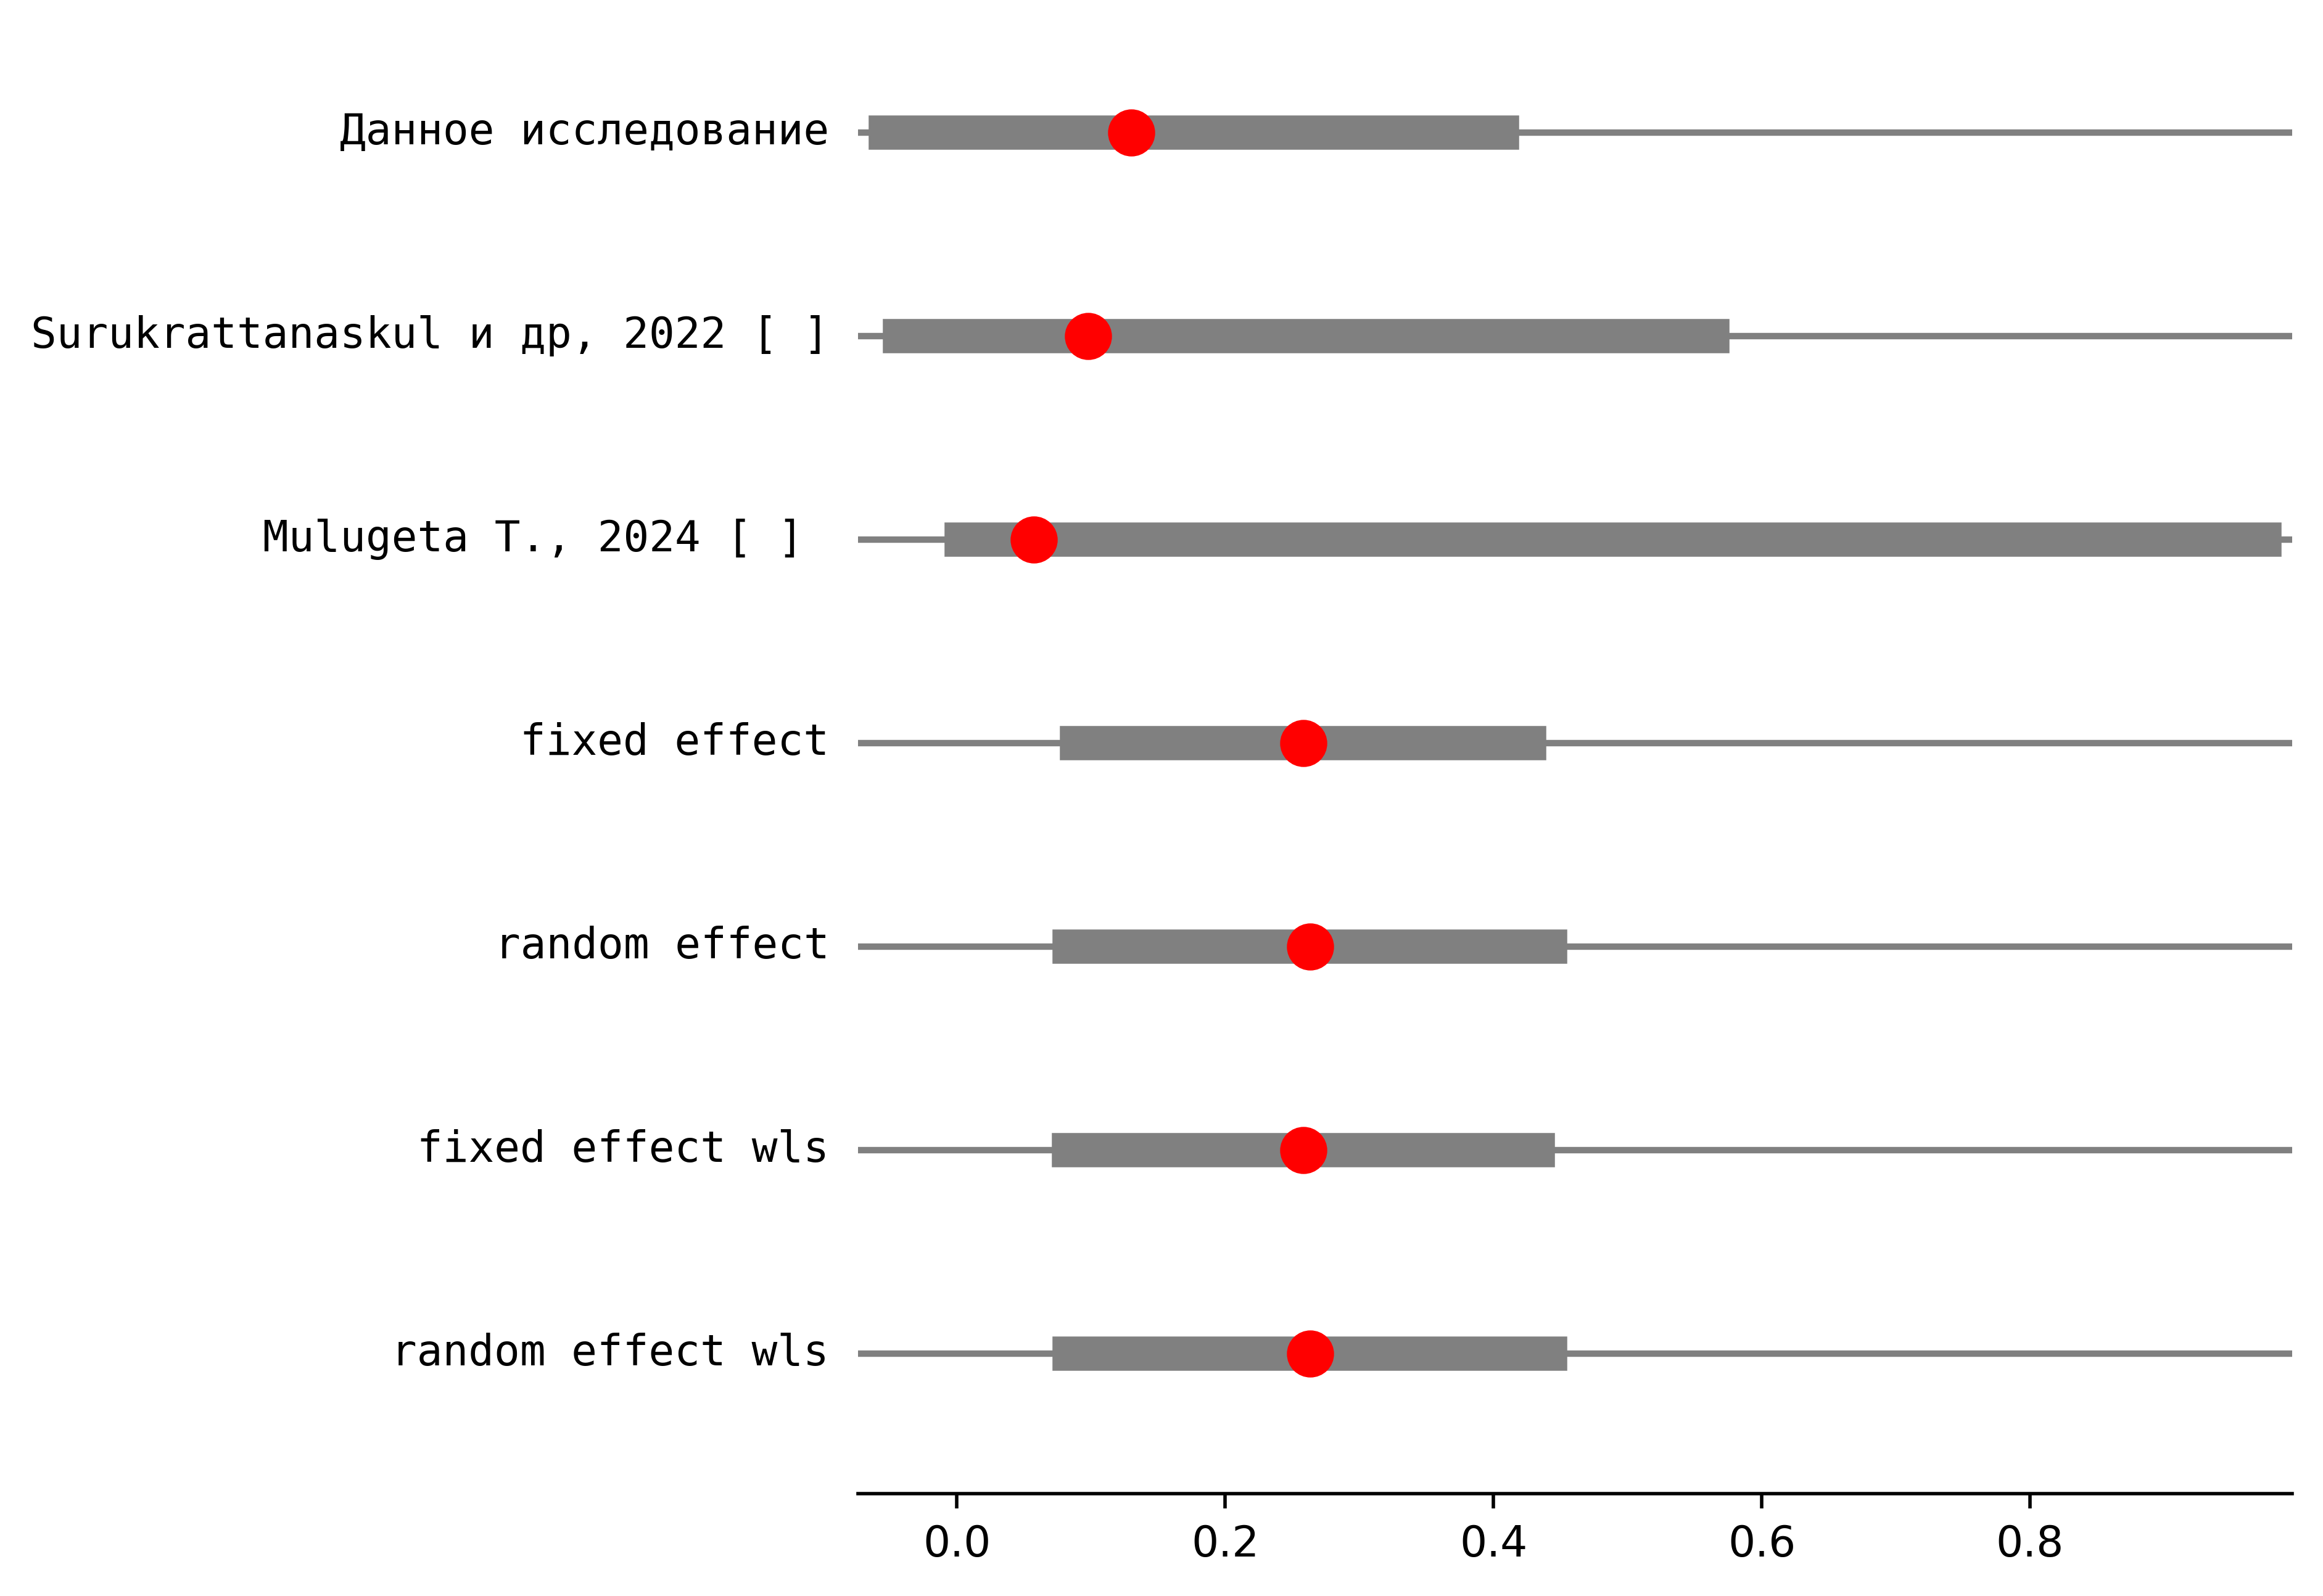 Данное исследование
Surukrattanaskul и др, 2022 [ ]
Mulugeta T., 2024 [ ]
fixed effect
random effect
fixed effect wls
random effect wls
0.0 0.2 0.4 0.6 0.8